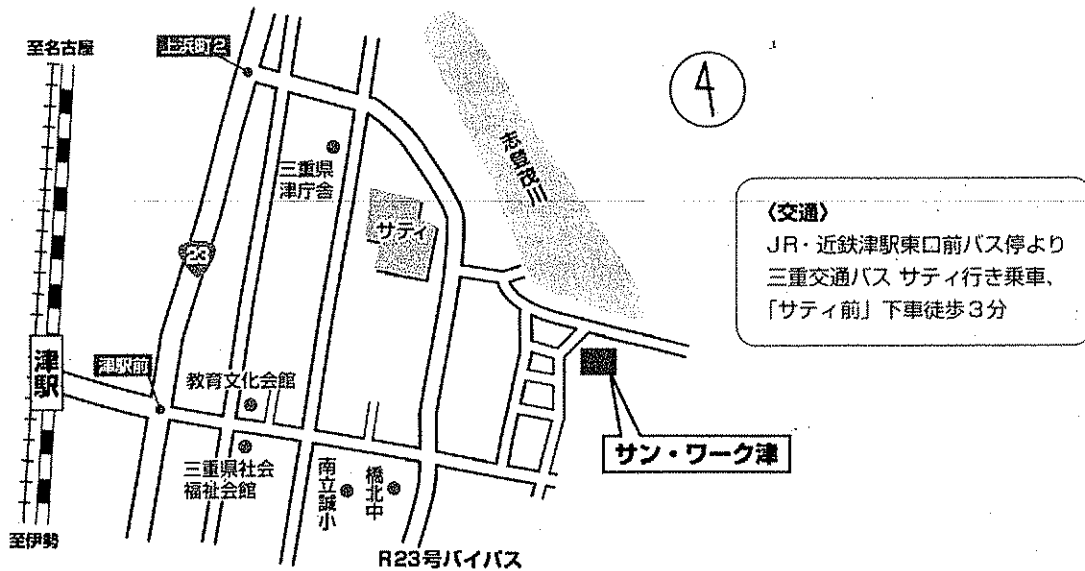 至名古屋
上浜町2
4
三重県
津庁舎
志登茂川
サティ
23
〈交通〉
JR・近鉄津駅東口前バス停より
三重交通バス サティ行き乗車、
「サティ前」下車徒歩3分
津駅
津駅前
教育文化会館
サン・ワーク津
三重県社会
福祉会館
南立誠小
橋北中
至伊勢
R23号バイパス